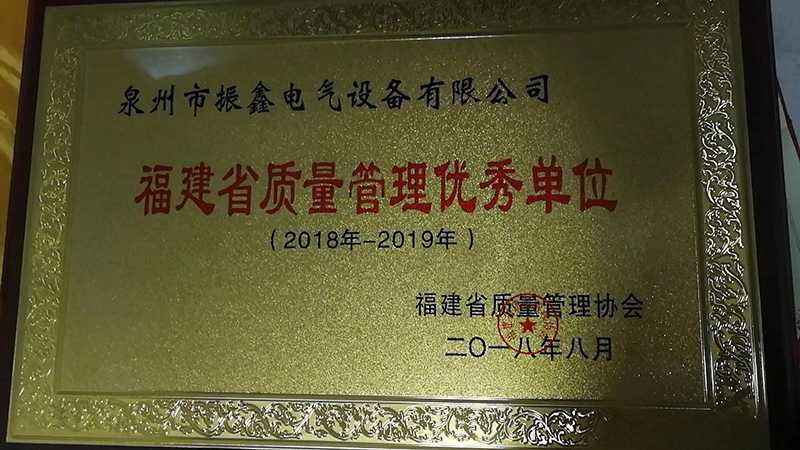 泉州市振鑫电气设备有限公司
福建省质量管理优秀单位
（2018年-2019年）
福建省质量管理协会
二〇一八年八月